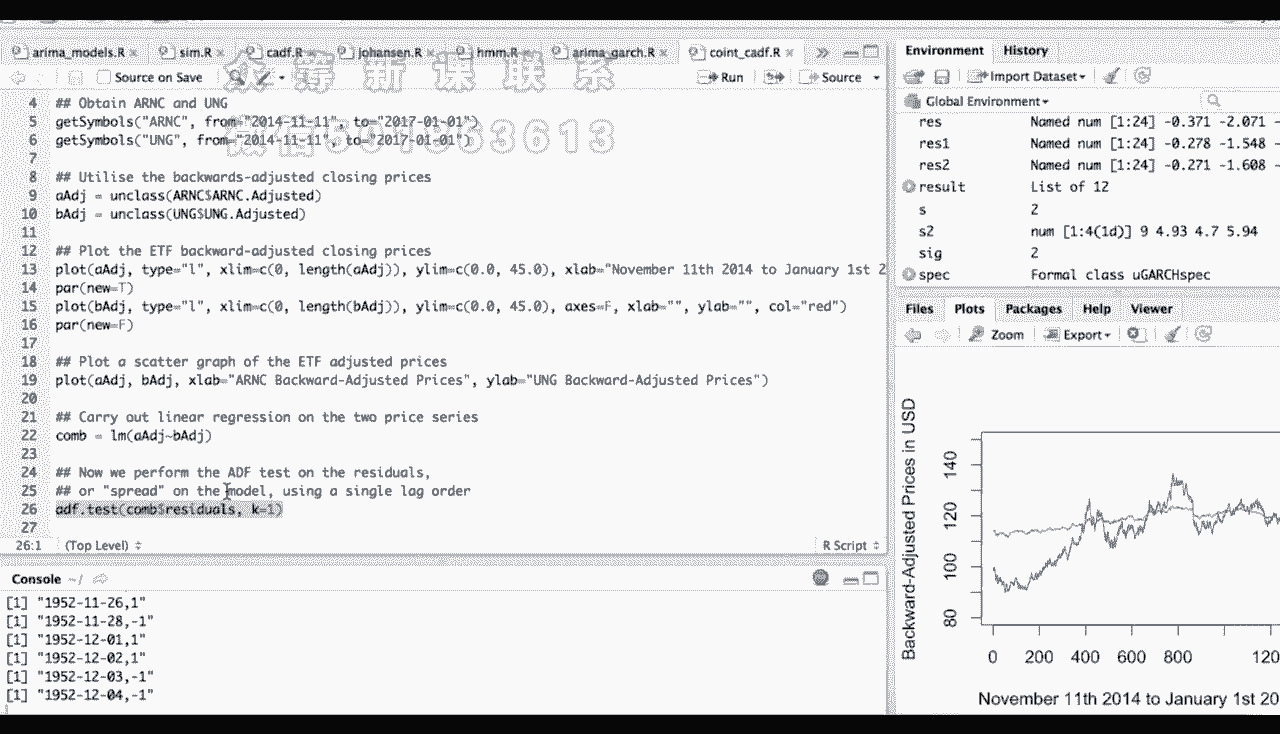 arima_models.R × sim.R × cadf.R × johansen.R × hmm.R × arima_garch.R × coint_cadf.R ×
Source on Save Run Source
众 筹 新 课 联 系
4 ## Obtain ARNC and UNG
5 getSymbols("ARNC", from="2014-11-11", to="2017-01-01")
6 getSymbols("UNG", from="2014-11-11", to="2017-01-01")
7
8 ## Utilise the backwards-adjusted closing prices
9 aAdj = unclass(ARNC$ARNC.Adjusted)
10 bAdj = unclass(UNG$UNG.Adjusted)
11
12 ## Plot the ETF backward-adjusted closing prices
13 plot(aAdj, type="l", xlim=c(0, length(aAdj)), ylim=c(0.0, 45.0), xlab="November 11th 2014 to January 1st 2
14 par(new=T)
15 plot(bAdj, type="l", xlim=c(0, length(bAdj)), ylim=c(0.0, 45.0), axes=F, xlab="", ylab="", col="red")
16 par(new=F)
17
18 ## Plot a scatter graph of the ETF adjusted prices
19 plot(aAdj, bAdj, xlab="ARNC Backward-Adjusted Prices", ylab="UNG Backward-Adjusted Prices")
20
21 ## Carry out linear regression on the two price series
22 comb = lm(aAdj~bAdj)
23
24 ## Now we perform the ADF test on the residuals,
25 ## or "spread" on the model, using a single lag order
26 adf.test(comb$residuals, k=1)
27
26:1 (Top Level) R Script
Console ~/
[1] "1952-11-26,1"
[1] "1952-11-28,-1"
[1] "1952-12-01,1"
[1] "1952-12-02,1"
[1] "1952-12-03,-1"
[1] "1952-12-04,-1"
Environment History
Import Dataset
Global Environment
res Named num [1:24] -0.371 -2.071 -
res1 Named num [1:24] -0.278 -1.548 -
res2 Named num [1:24] -0.271 -1.608 -
result List of 12
s 2
s2 num [1:4(1d)] 9 4.93 4.7 5.94
sig 2
spec Formal class uGARCHspec
Files Plots Packages Help Viewer
Zoom Export
Backward-Adjusted Prices in USD
140
120
100
80
0 200 400 600 800 120
November 11th 2014 to January 1st 20